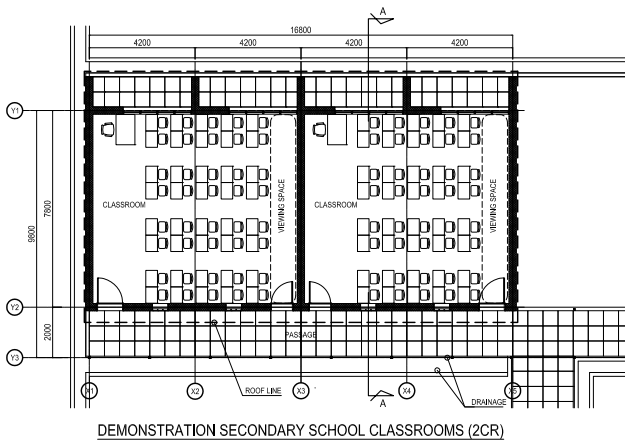 A
16800
4200 4200 4200 4200
Y1
CLASSROOM VIEWING SPACE CLASSROOM VIEWING SPACE
7800
9800
Y2
2000
PASSAGE
Y3
X1 X2 X3 X4 X5
ROOF LINE
A
DRAINAGE
DEMONSTRATION SECONDARY SCHOOL CLASSROOMS (2CR)